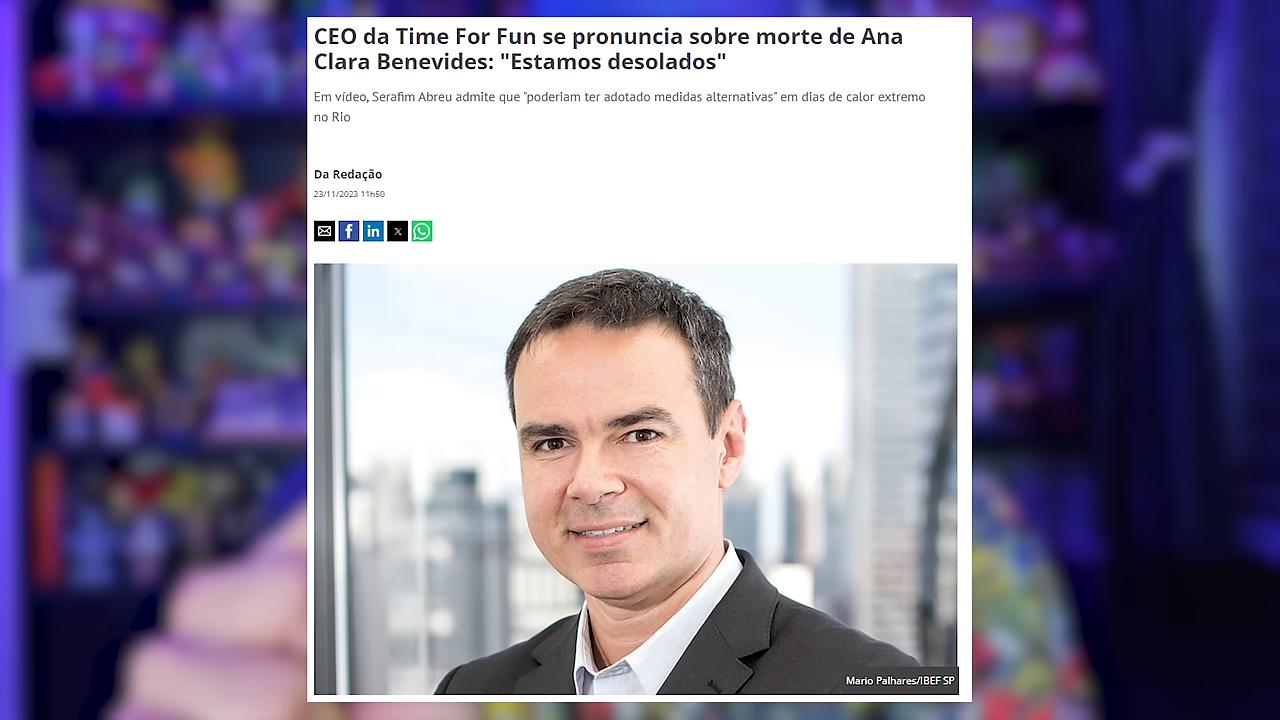 CEO da Time For Fun se pronuncia sobre morte de Ana
Clara Benevides: "Estamos desolados"
Em vídeo, Serafim Abreu admite que "poderiam ter adotado medidas alternativas" em dias de calor extremo
no Rio
Da Redação
23/11/2023 11h50
Mario Palhares/IBEF SP